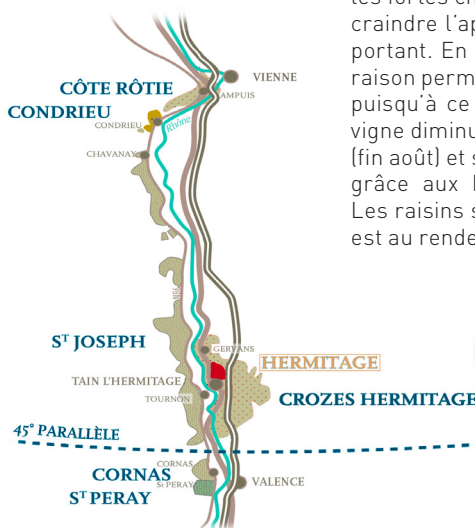 les fortes
craindre l'ap
portant. En
raison perm
puisqu'à ce
vigne diminu
(fin août) et s
grâce aux
Les raisins s
est au rende
VIENNE
CÔTE RÔTIE
AMPUIS
CONDRIEU
CONDRIEU
Rhône
CHAVANAY
N86
ST JOSEPH
GERVANS
HERMITAGE
TAIN L'HERMITAGE
TOURNON
CROZES HERMITAGE
45° PARALLÈLE
CORNAS
CORNAS
ST PERAY
ST PERAY
VALENCE